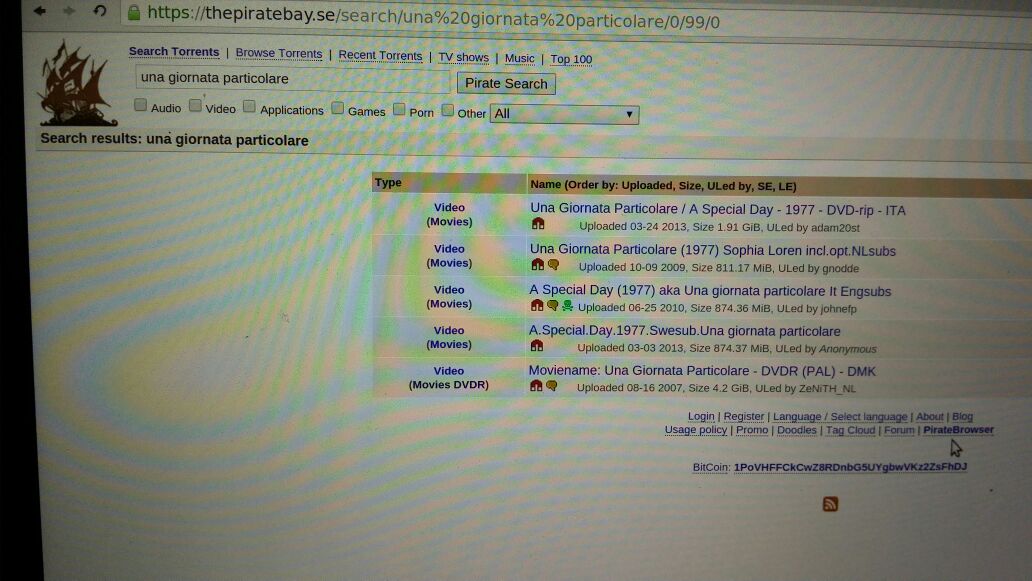 https://thepiratebay.se/search/una%20giornata%20particolare/0/99/0
Search Torrents | Browse Torrents | Recent Torrents | TV shows | Music | Top 100
una giornata particolare Pirate Search
Audio Video Applications Games Porn Other All
Search results: una giornata particolare
Type Name (Order by: Uploaded, Size, ULed by, SE, LE)
Video Una Giornata Particolare / A Special Day - 1977 - DVD-rip - ITA
(Movies) Uploaded 03-24 2013, Size 1.91 GiB, ULed by adam20st
Video Una Giornata Particolare (1977) Sophia Loren incl.opt.NLsubs
(Movies) Uploaded 10-09 2009, Size 811.17 MiB, ULed by gnodde
Video A Special Day (1977) aka Una giornata particolare It Engsubs
(Movies) Uploaded 06-25 2010, Size 874.36 MiB, ULed by johnefp
Video A.Special.Day.1977.Swesub.Una giornata particolare
(Movies) Uploaded 03-03 2013, Size 874.37 MiB, ULed by Anonymous
Video Moviename: Una Giornata Particolare - DVDR (PAL) - DMK
(Movies DVDR) Uploaded 08-16 2007, Size 4.2 GiB, ULed by ZeNiTH_NL
Login | Register | Language / Select language | About | Blog
Usage policy | Promo | Doodles | Tag Cloud | Forum | PirateBrowser
BitCoin: 1PoVHFFCkCwZ8RDnbG5UYgbwVKz2ZsFhDJ